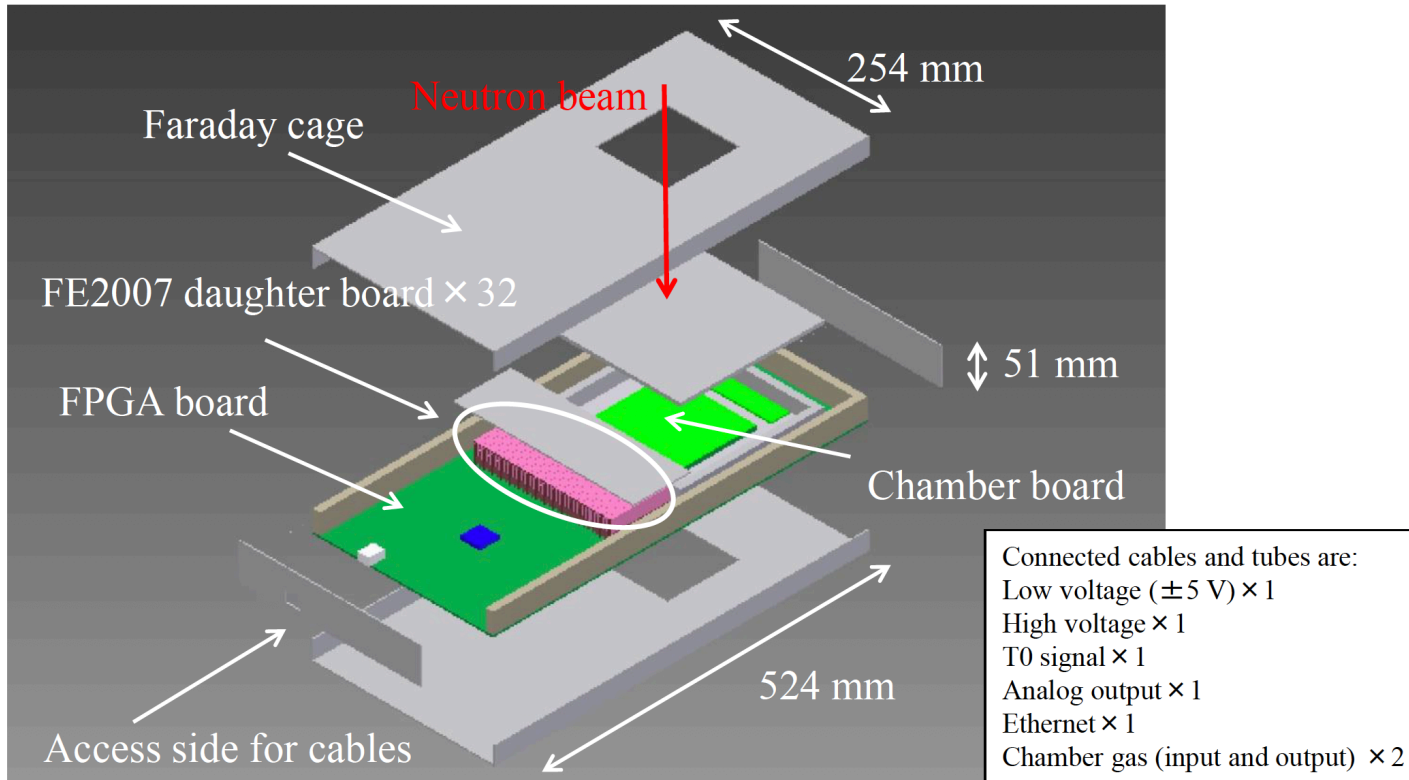 254 mm
Neutron beam
Faraday cage
FE2007 daughter board × 32
51 mm
FPGA board
Chamber board
524 mm
Access side for cables
Connected cables and tubes are:
Low voltage (±5 V) × 1
High voltage × 1
T0 signal × 1
Analog output × 1
Ethernet × 1
Chamber gas (input and output) × 2